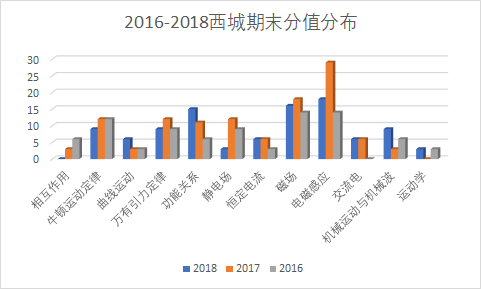 2016-2018西城期末分值分布
30
25
20
15
10
5
0
相互作用
牛顿运动定律
曲线运动
万有引力定律
功能关系
静电场
恒定电流
磁场
电磁感应
交流电
机械运动与机械波
运动学
2018 2017 2016